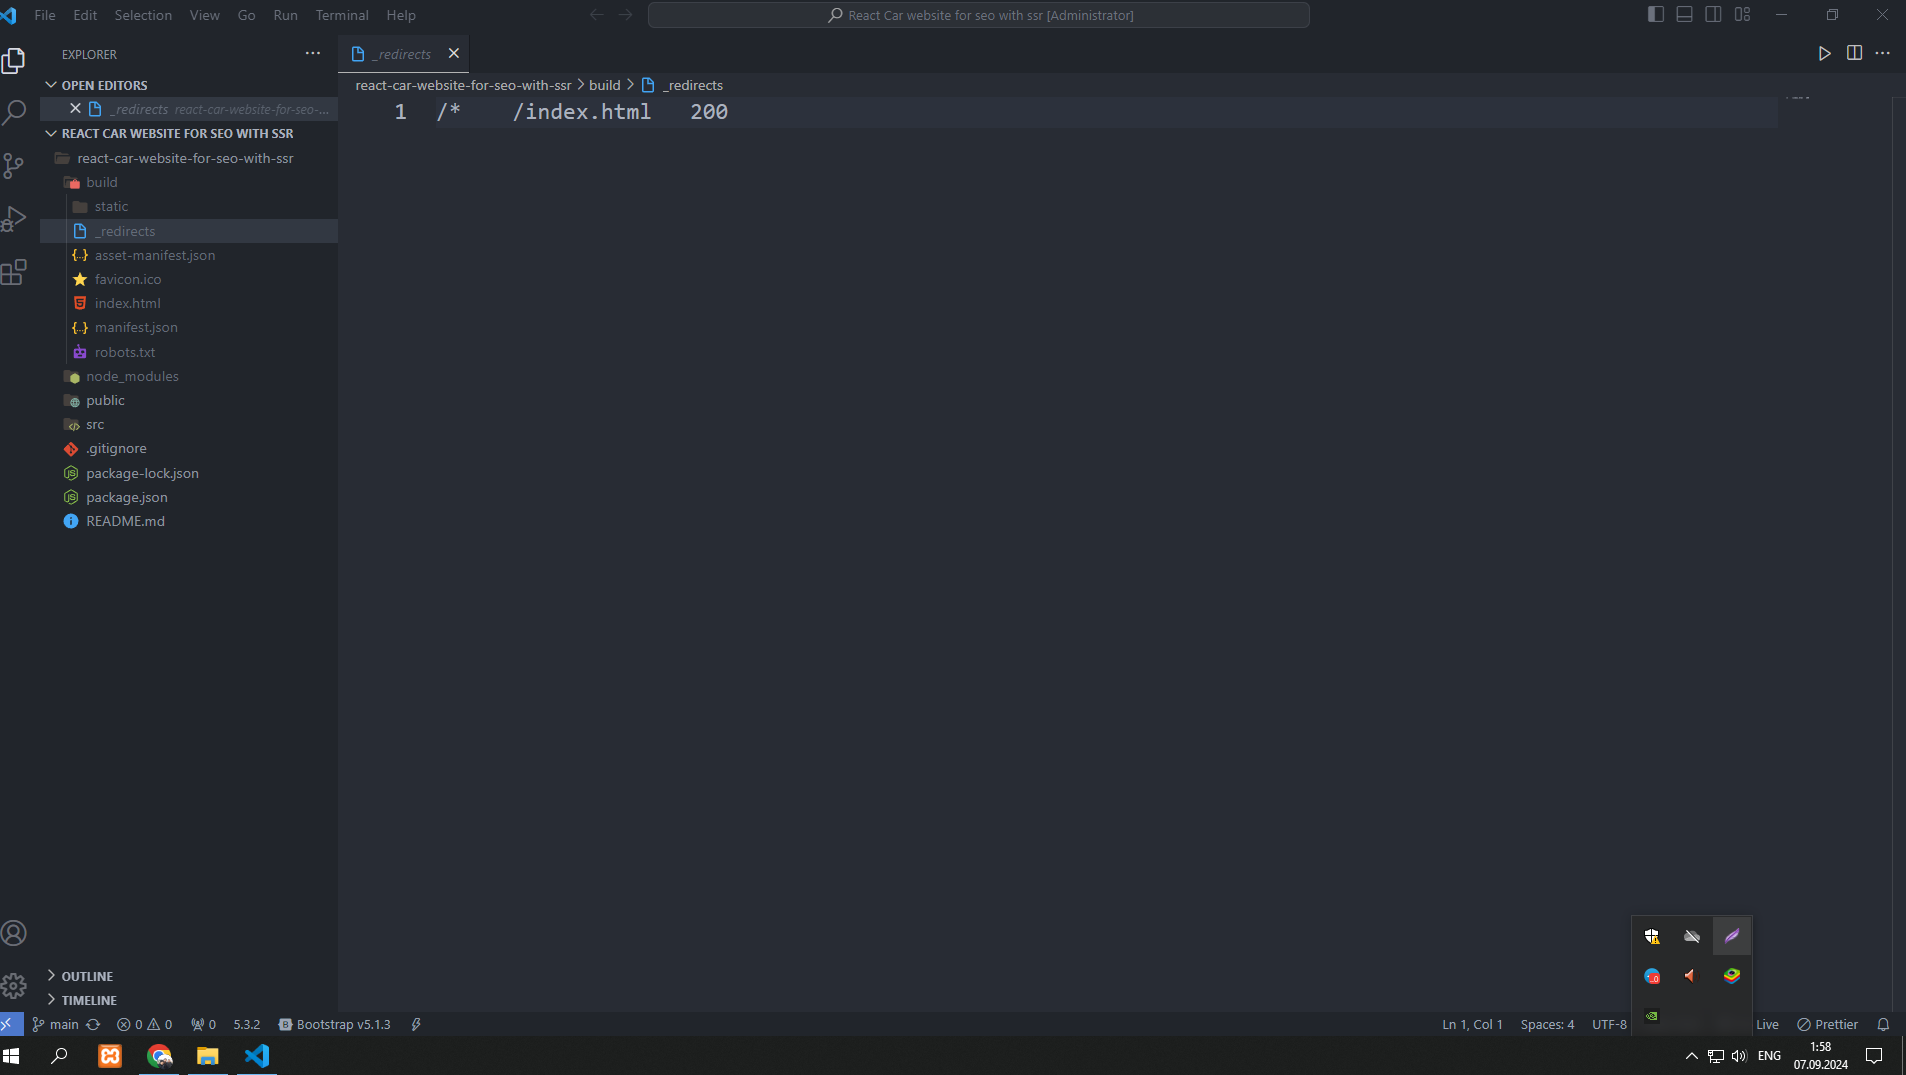 File Edit Selection View Go Run Terminal Help
React Car website for seo with ssr [Administrator]
EXPLORER
_redirects
OPEN EDITORS
_redirects react-car-website-for-seo-...
REACT CAR WEBSITE FOR SEO WITH SSR
react-car-website-for-seo-with-ssr
build
static
_redirects
asset-manifest.json
favicon.ico
index.html
manifest.json
robots.txt
node_modules
public
src
.gitignore
package-lock.json
package.json
README.md
OUTLINE
TIMELINE
react-car-website-for-seo-with-ssr > build > _redirects
1 /*    /index.html   200
main 0 0 0 5.3.2 Bootstrap v5.1.3
Ln 1, Col 1 Spaces: 4 UTF-8 Live Prettier
ENG
1:58
07.09.2024